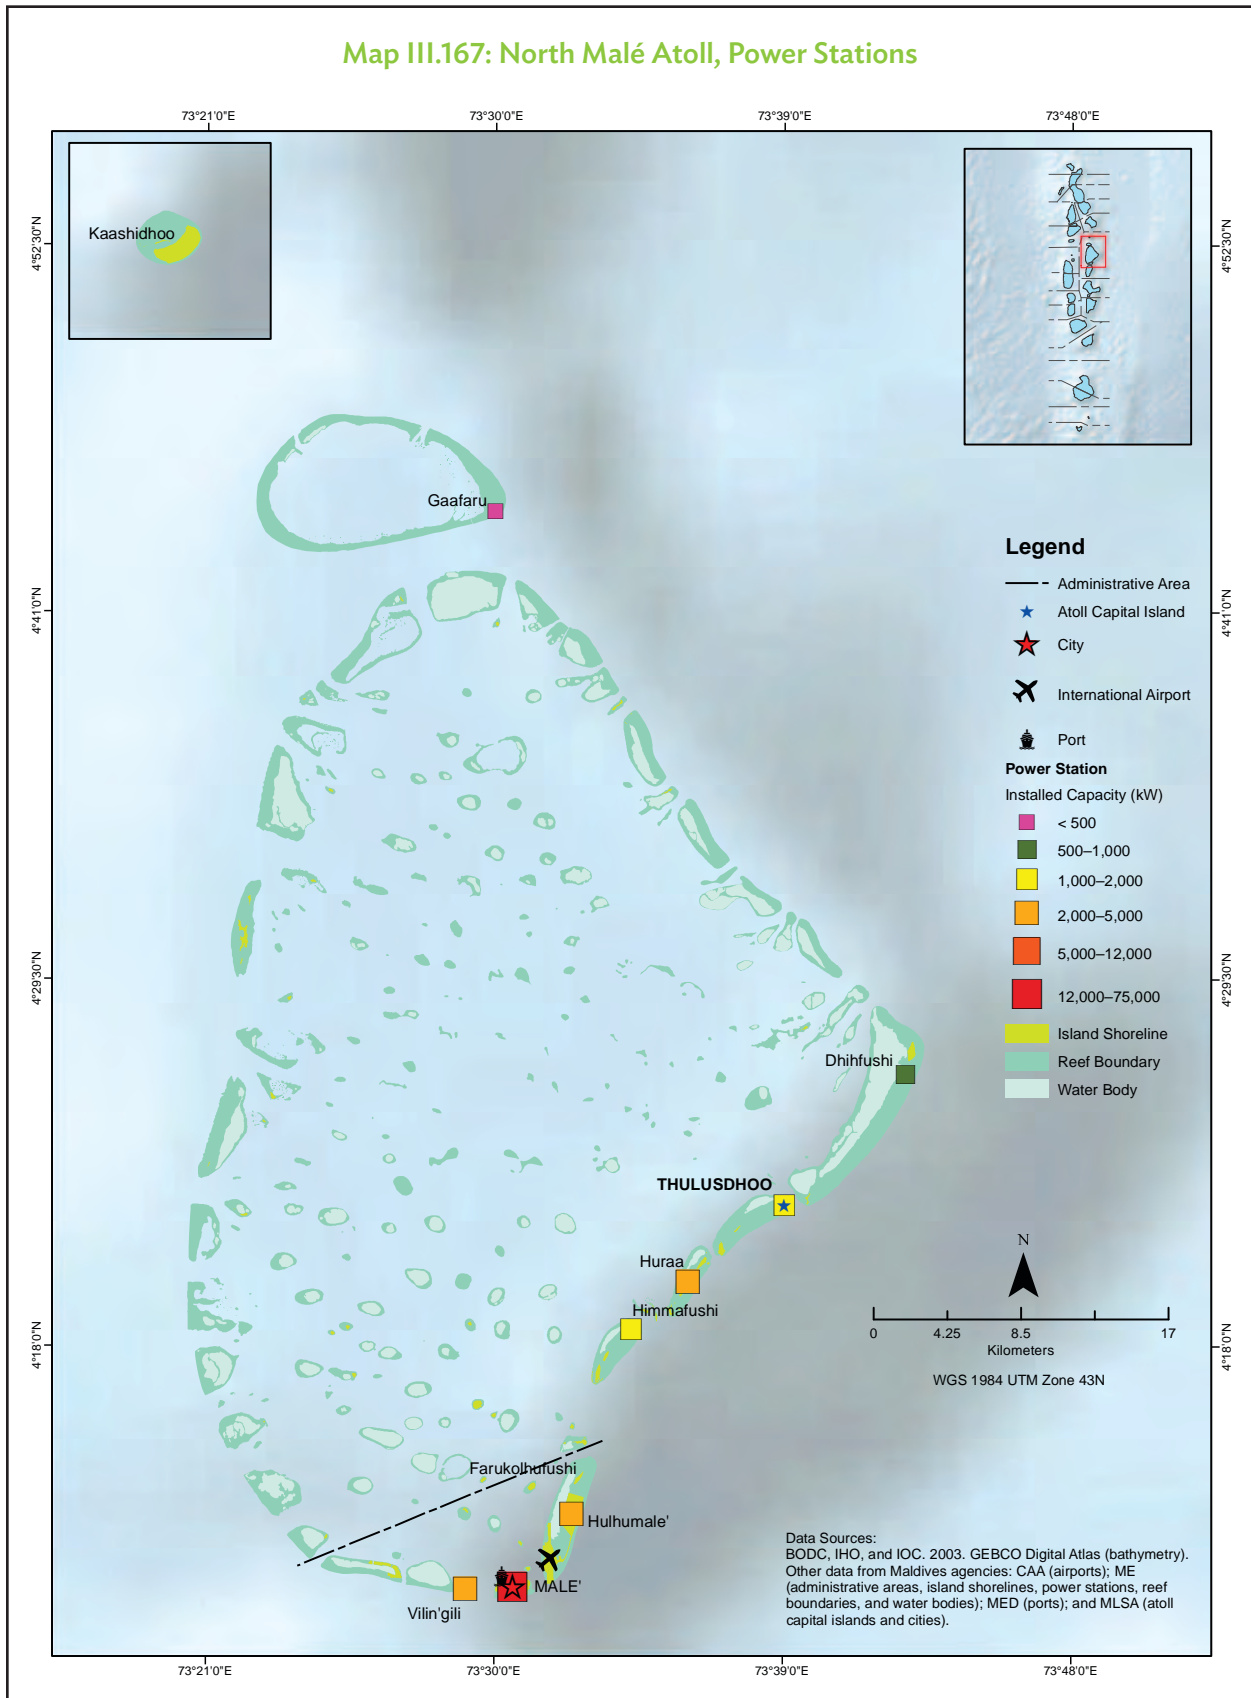 Map III.167: North Malé Atoll, Power Stations
73°21'0"E
73°30'0"E
73°39'0"E
73°48'0"E
4°52'30"N
4°52'30"N
Kaashidhoo
Gaafaru
4°41'0"N
4°41'0"N
Legend
Administrative Area
Atoll Capital Island
City
International Airport
Port
Power Station
Installed Capacity (kW)
< 500
500–1,000
1,000–2,000
2,000–5,000
5,000–12,000
12,000–75,000
Island Shoreline
Reef Boundary
Water Body
4°29'30"N
4°29'30"N
Dhihfushi
THULUSDHOO
Huraa
Himmafushi
N
0
4.25
8.5
17
Kilometers
WGS 1984 UTM Zone 43N
4°18'0"N
4°18'0"N
Farukolhufushi
Hulhumale'
MALE'
Vilin'gili
Data Sources:
BODC, IHO, and IOC. 2003. GEBCO Digital Atlas (bathymetry).
Other data from Maldives agencies: CAA (airports); ME
(administrative areas, island shorelines, power stations, reef
boundaries, and water bodies); MED (ports); and MLSA (atoll
capital islands and cities).
73°21'0"E
73°30'0"E
73°39'0"E
73°48'0"E